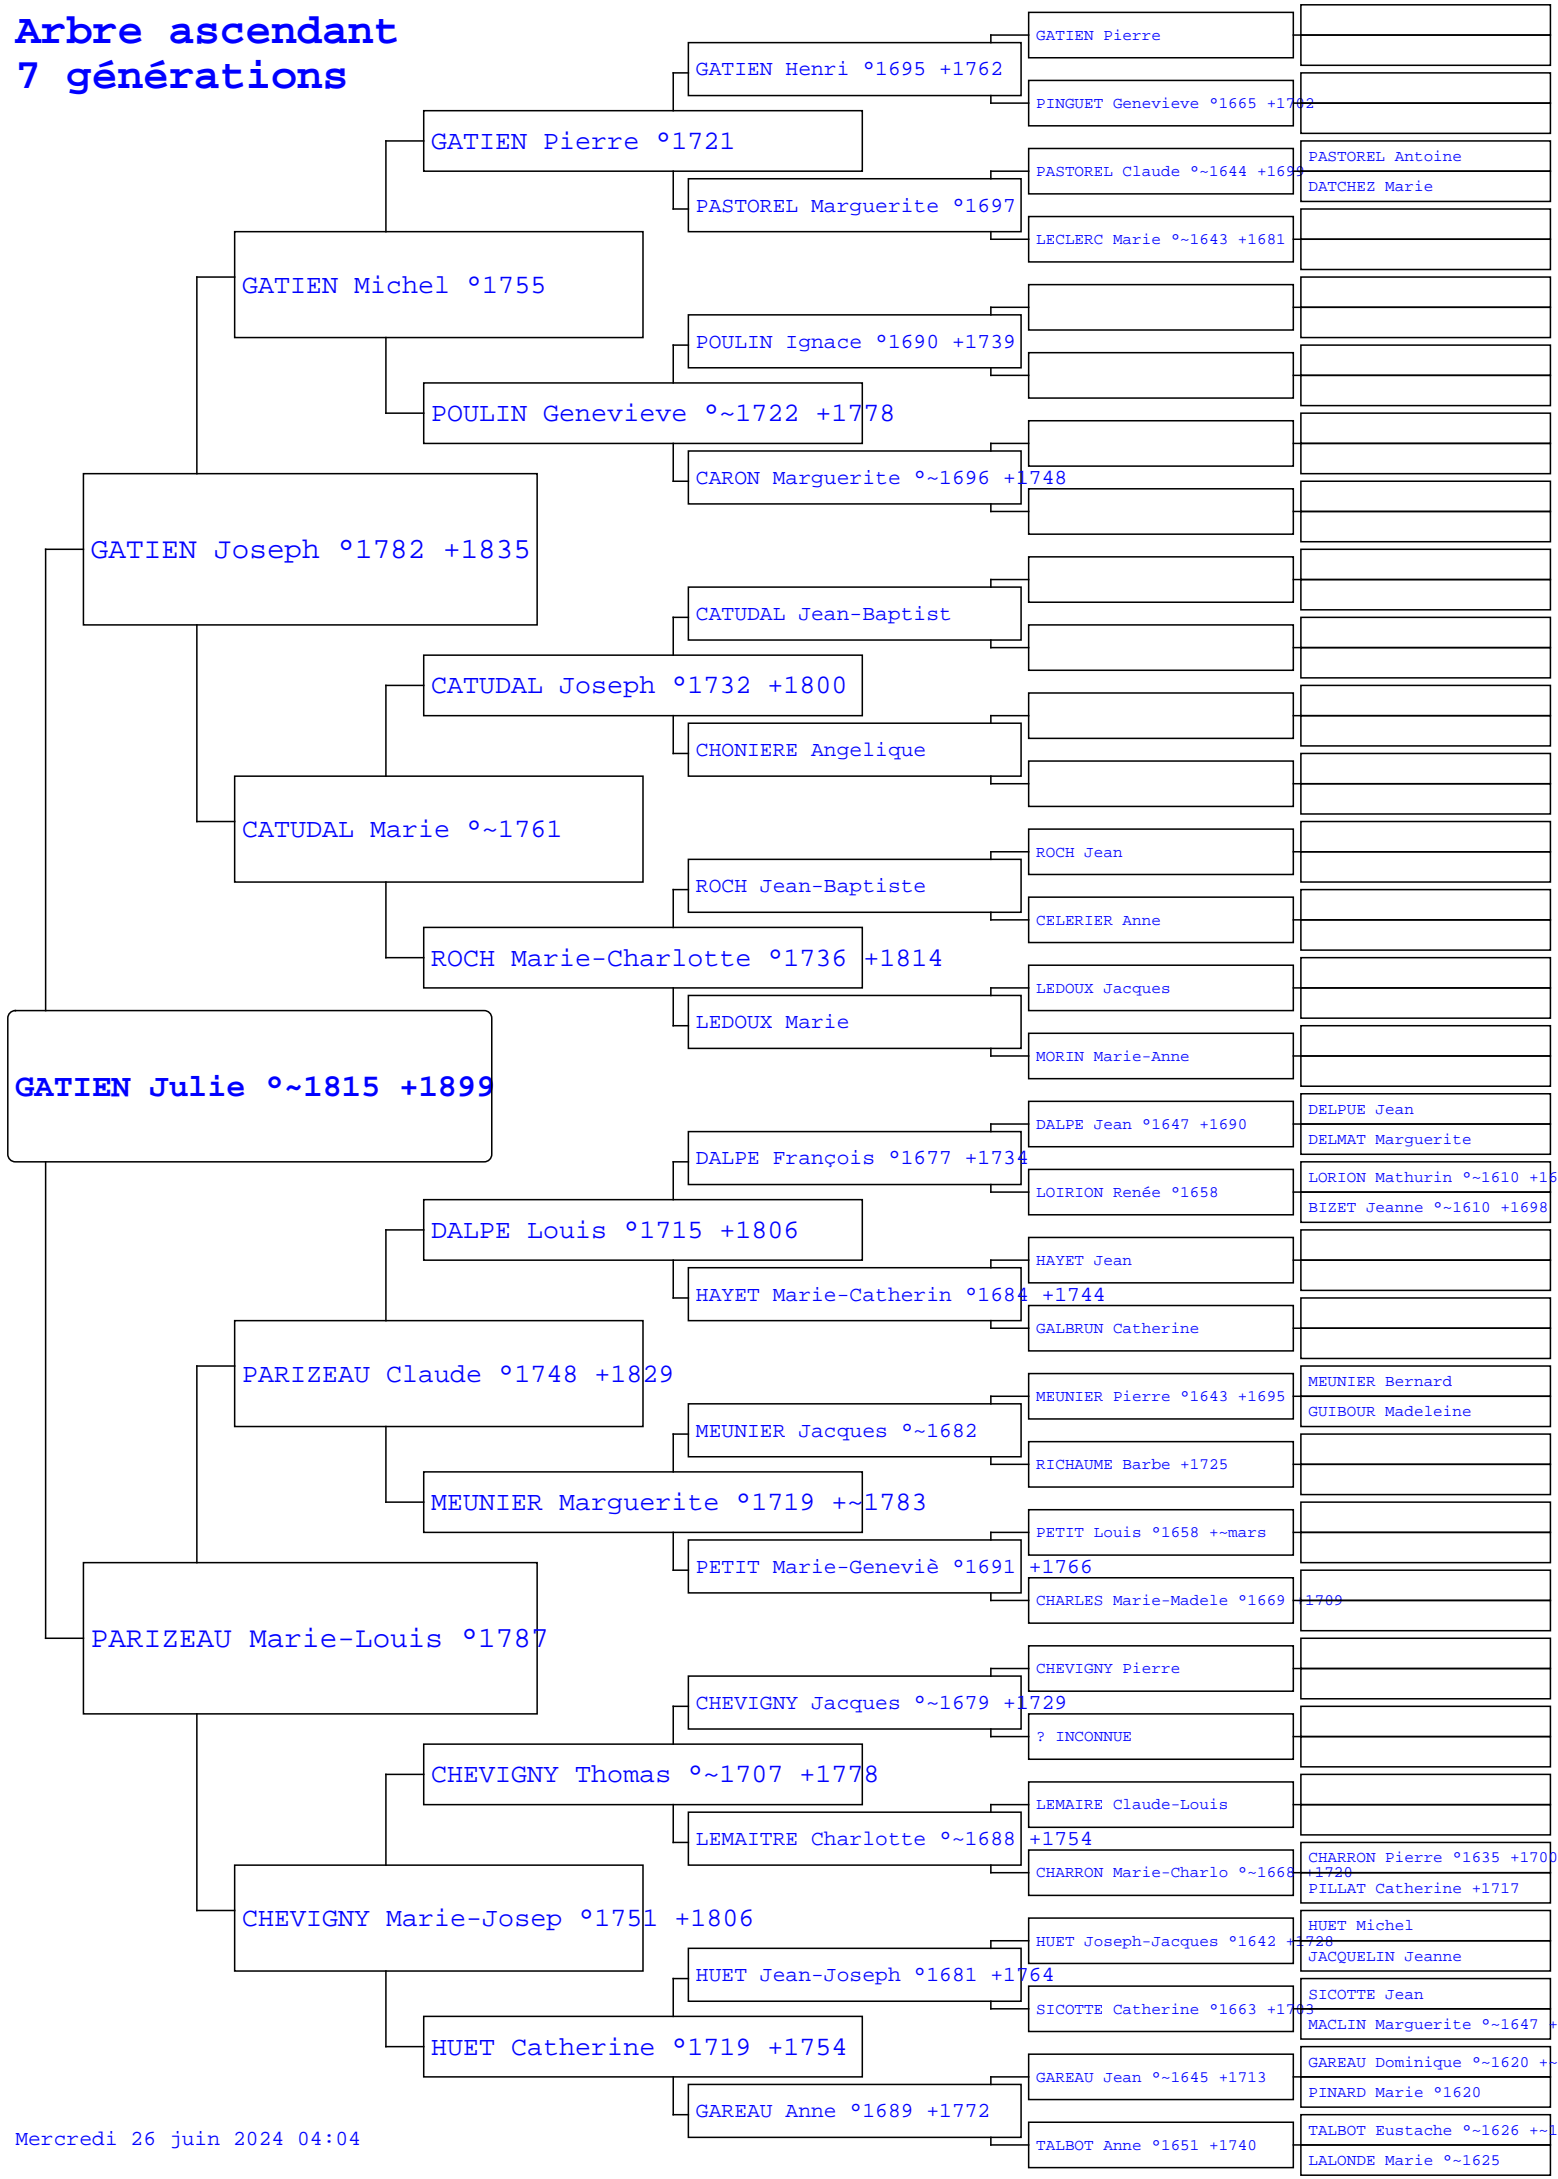 Arbre ascendant
7 générations
GATIEN Julie °~1815 +1899
GATIEN Joseph °1782 +1835
PARIZEAU Marie-Louis °1787
GATIEN Michel °1755
CATUDAL Marie °~1761
PARIZEAU Claude °1748 +1829
CHEVIGNY Marie-Josep °1751 +1806
GATIEN Pierre °1721
POULIN Genevieve °~1722 +1778
CATUDAL Joseph °1732 +1800
ROCH Marie-Charlotte °1736 +1814
DALPE Louis °1715 +1806
MEUNIER Marguerite °1719 +~1783
CHEVIGNY Thomas °~1707 +1778
HUET Catherine °1719 +1754
GATIEN Henri °1695 +1762
PASTOREL Marguerite °1697
POULIN Ignace °1690 +1739
CARON Marguerite °~1696 +1748
CATUDAL Jean-Baptist
CHONIERE Angelique
ROCH Jean-Baptiste
LEDOUX Marie
DALPE François °1677 +1734
HAYET Marie-Catherin °1684 +1744
MEUNIER Jacques °~1682
PETIT Marie-Geneviè °1691 +1766
CHEVIGNY Jacques °~1679 +1729
LEMAITRE Charlotte °~1688 +1754
HUET Jean-Joseph °1681 +1764
GAREAU Anne °1689 +1772
GATIEN Pierre
PINGUET Genevieve °1665 +1702
PASTOREL Claude °~1644 +1699
LECLERC Marie °~1643 +1681
ROCH Jean
CELERIER Anne
LEDOUX Jacques
MORIN Marie-Anne
DALPE Jean °1647 +1690
LOIRION Renée °1658
HAYET Jean
GALBRUN Catherine
MEUNIER Pierre °1643 +1695
RICHAUME Barbe +1725
PETIT Louis °1658 +~mars
CHARLES Marie-Madele °1669 +1709
CHEVIGNY Pierre
? INCONNUE
LEMAIRE Claude-Louis
CHARRON Marie-Charlo °~1668 +1720
HUET Joseph-Jacques °1642 +1728
SICOTTE Catherine °1663 +1703
GAREAU Jean °~1645 +1713
TALBOT Anne °1651 +1740
PASTOREL Antoine
DATCHEZ Marie
DELPUE Jean
DELMAT Marguerite
LORION Mathurin °~1610 +16
BIZET Jeanne °~1610 +1698
MEUNIER Bernard
GUIBOUR Madeleine
CHARRON Pierre °1635 +1700
PILLAT Catherine +1717
HUET Michel
JACQUELIN Jeanne
SICOTTE Jean
MACLIN Marguerite °~1647 +
GAREAU Dominique °~1620 +~
PINARD Marie °1620
TALBOT Eustache °~1626 +~1
LALONDE Marie °~1625
Mercredi 26 juin 2024 04:04